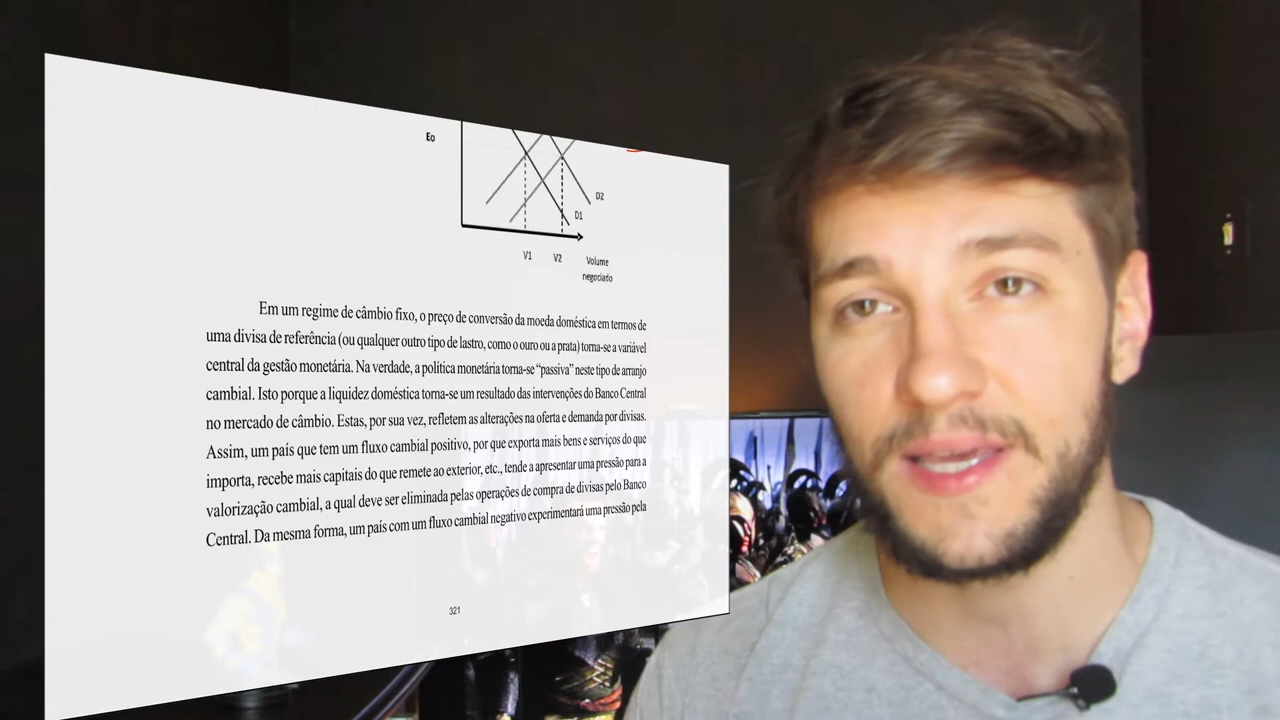 Eo
D2
D1
V1 V2 Volume
negociado
Em um regime de câmbio fixo, o preço de conversão da moeda doméstica em termos de
uma divisa de referência (ou qualquer outro tipo de lastro, como o ouro ou a prata) torna-se a variável
central da gestão monetária. Na verdade, a política monetária torna-se “passiva” neste tipo de arranjo
cambial. Isto porque a liquidez doméstica torna-se um resultado das intervenções do Banco Central
no mercado de câmbio. Estas, por sua vez, refletem as alterações na oferta e demanda por divisas.
Assim, um país que tem um fluxo cambial positivo, por que exporta mais bens e serviços do que
importa, recebe mais capitais do que remete ao exterior, etc., tende a apresentar uma pressão para a
valorização cambial, a qual deve ser eliminada pelas operações de compra de divisas pelo Banco
Central. Da mesma forma, um país com um fluxo cambial negativo experimentará uma pressão pela
321